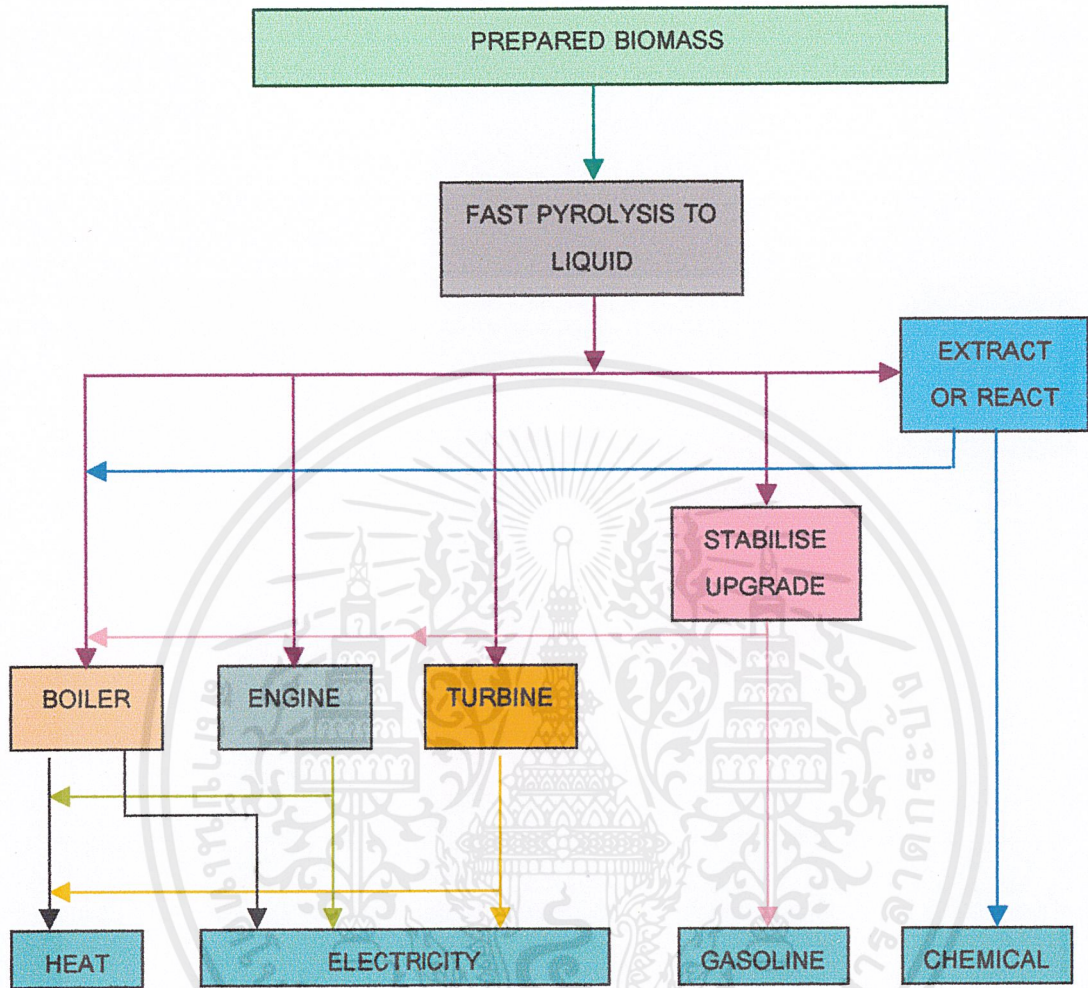 PREPARED BIOMASS
FAST PYROLYSIS TO
LIQUID
EXTRACT
OR REACT
STABILISE
UPGRADE
BOILER
ENGINE
TURBINE
HEAT
ELECTRICITY
GASOLINE
CHEMICAL